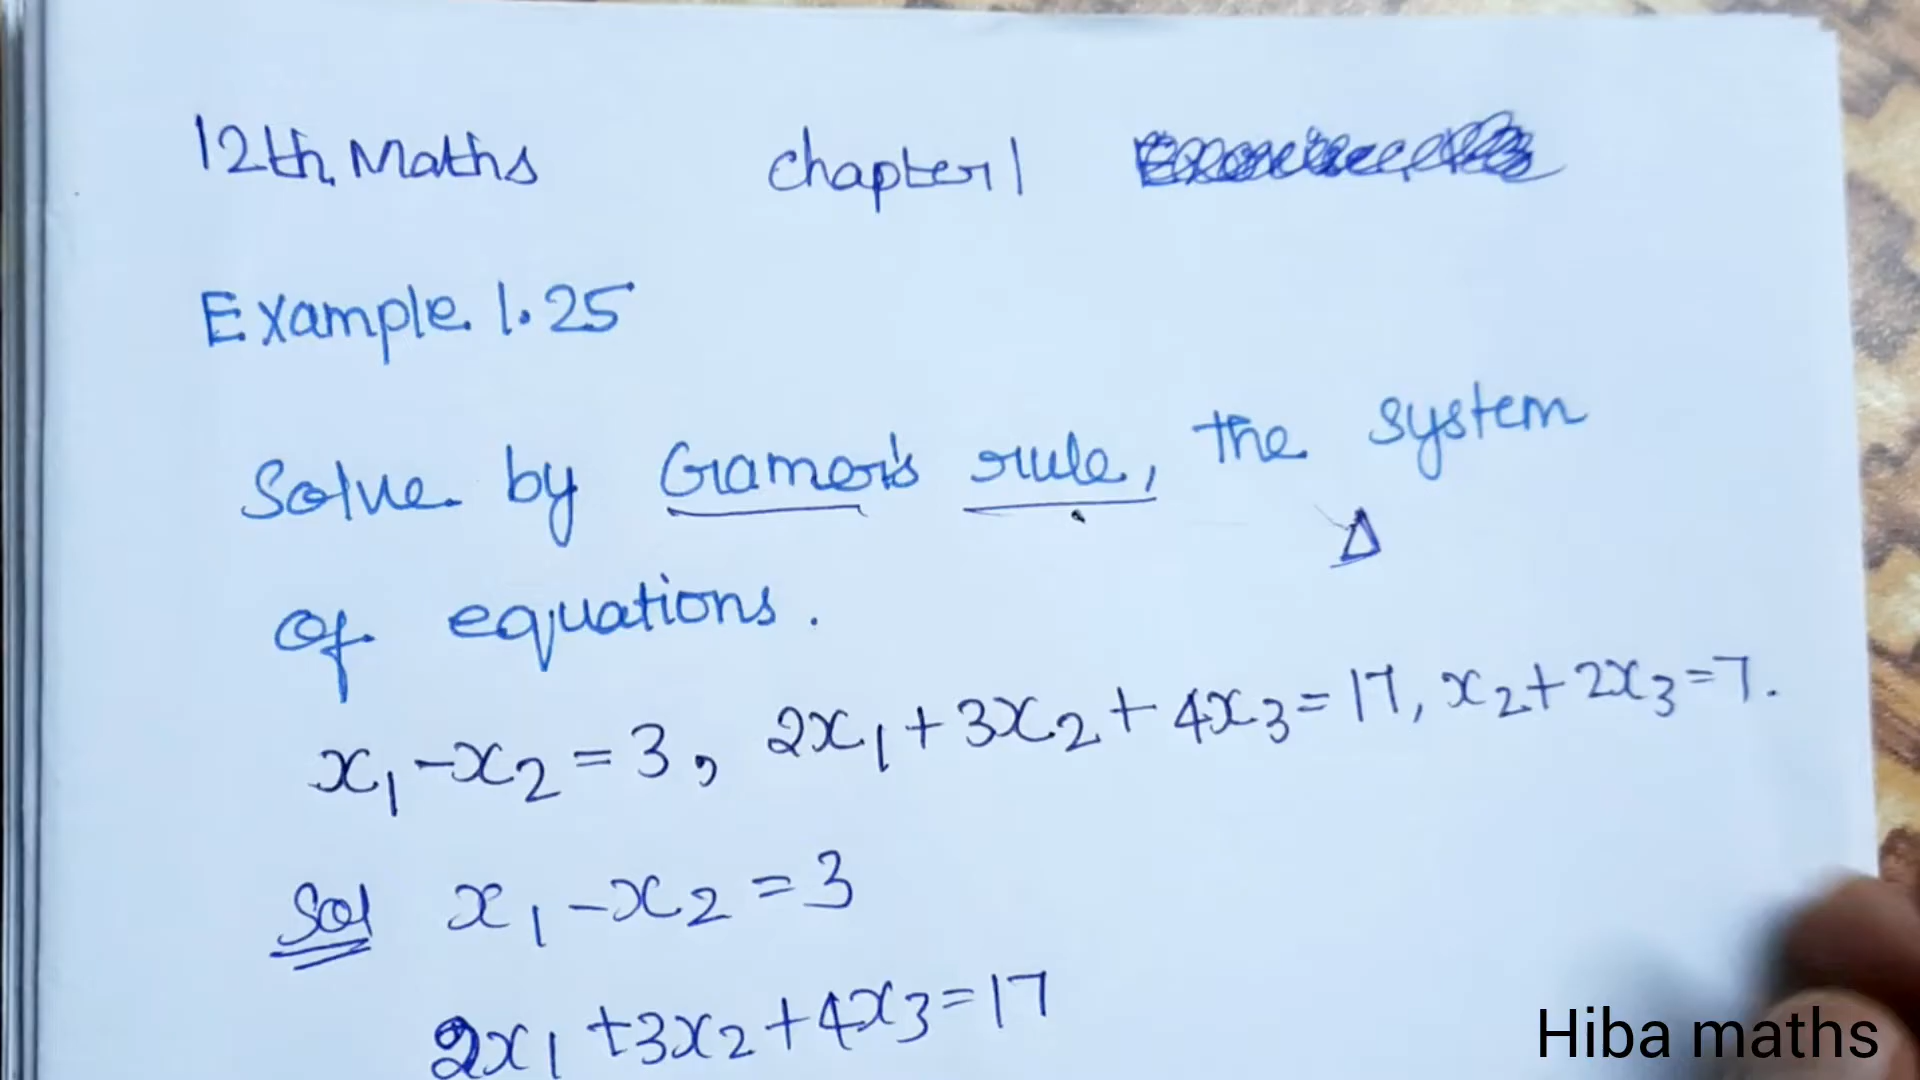 12th Maths chapter 1
Example 1.25
Solve by Cramer's rule, the system
Δ
of equations.
x₁-x₂=3, 2x₁+3x₂+4x₃=17, x₂+2x₃=7.
Sol x₁-x₂=3
2x₁+3x₂+4x₃=17
Hiba maths